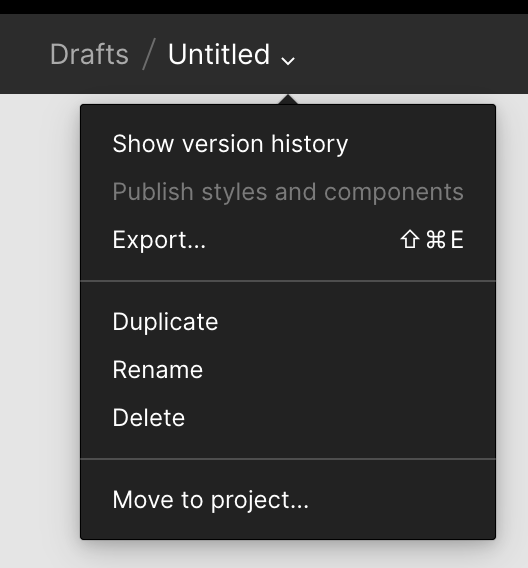 Drafts / Untitled
Show version history
Publish styles and components
Export... ⇧⌘E
Duplicate
Rename
Delete
Move to project...